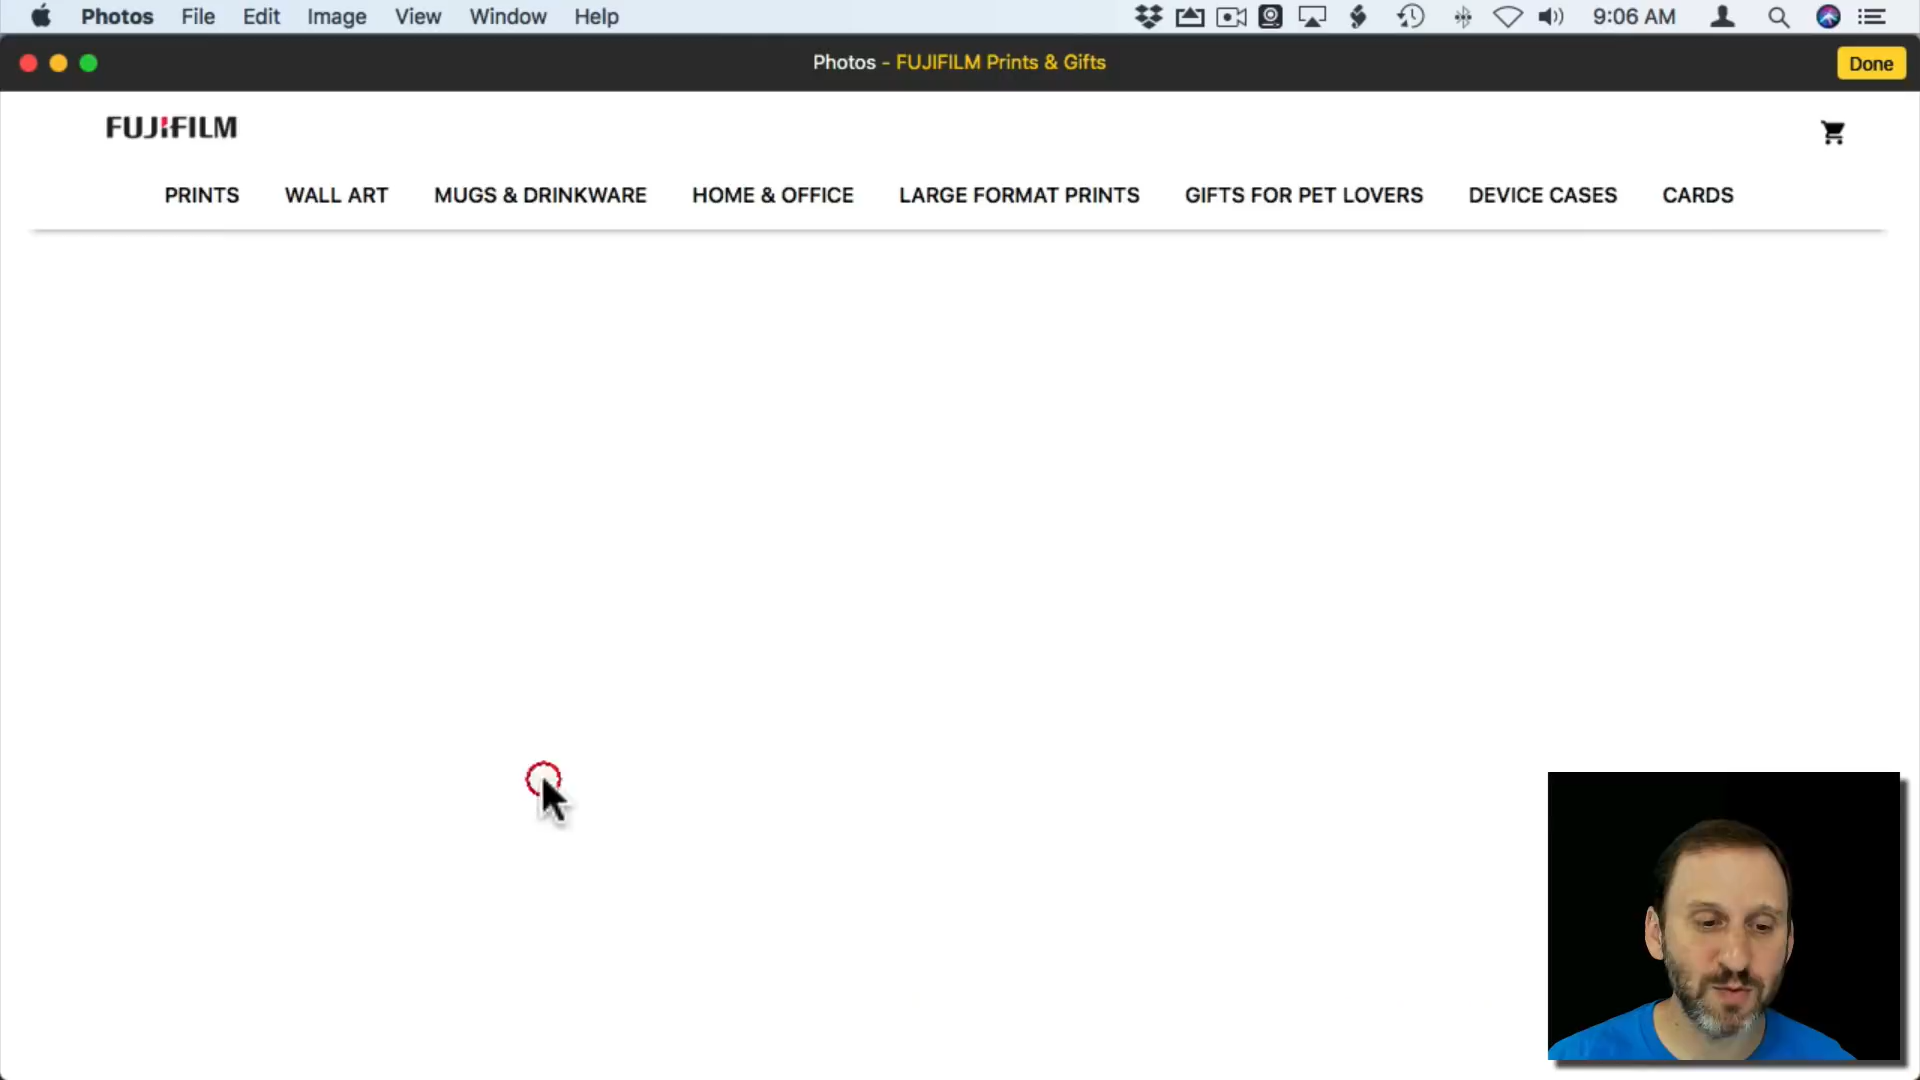 Photos File Edit Image View Window Help 9:06 AM
Photos - FUJIFILM Prints & Gifts Done
FUJIFILM
PRINTS WALL ART MUGS & DRINKWARE HOME & OFFICE LARGE FORMAT PRINTS GIFTS FOR PET LOVERS DEVICE CASES CARDS